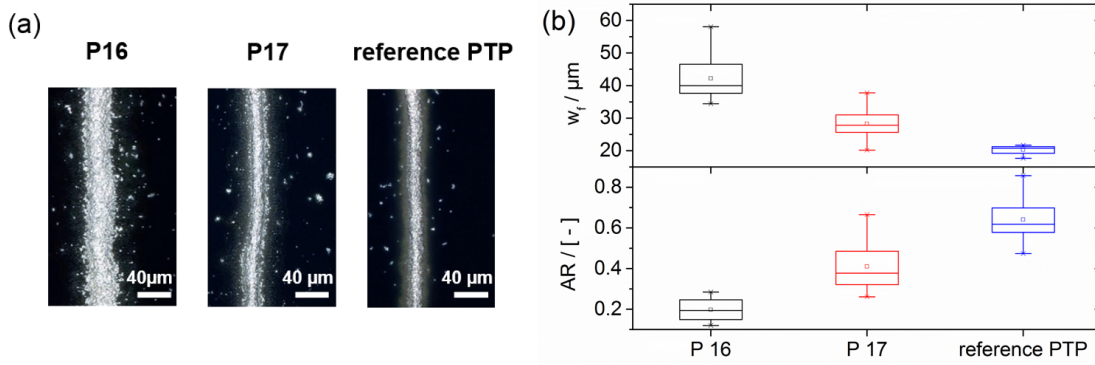 (a)
P16
P17
reference PTP
40µm
40 µm
40 µm
(b)
60
50
40
30
20
w_f / µm
0.8
0.6
0.4
0.2
AR / [ - ]
P 16
P 17
reference PTP